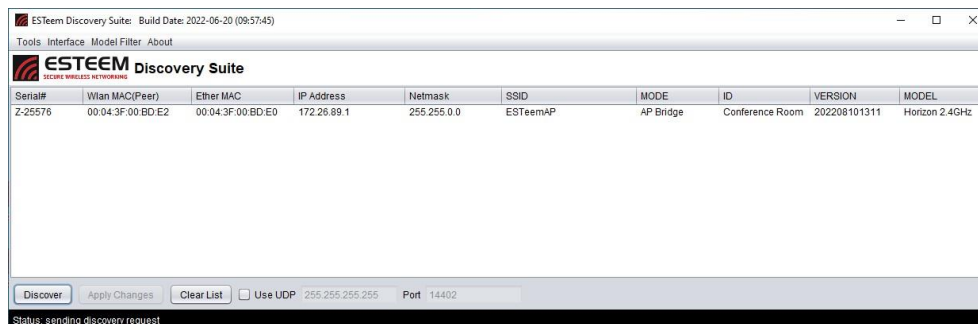 ESTeem Discovery Suite: Build Date: 2022-06-20 (09:57:45)
Tools Interface Model Filter About
ESTEEM Discovery Suite
SECURE WIRELESS NETWORKING
Serial# Wlan MAC(Peer) Ether MAC IP Address Netmask SSID MODE ID VERSION MODEL
Z-25576 00:04:3F:00:BD:E2 00:04:3F:00:BD:E0 172.26.89.1 255.255.0.0 ESTeemAP AP Bridge Conference Room 202208101311 Horizon 2.4GHz
Discover Apply Changes Clear List Use UDP 255.255.255.255 Port 14402
Status: sending discovery request